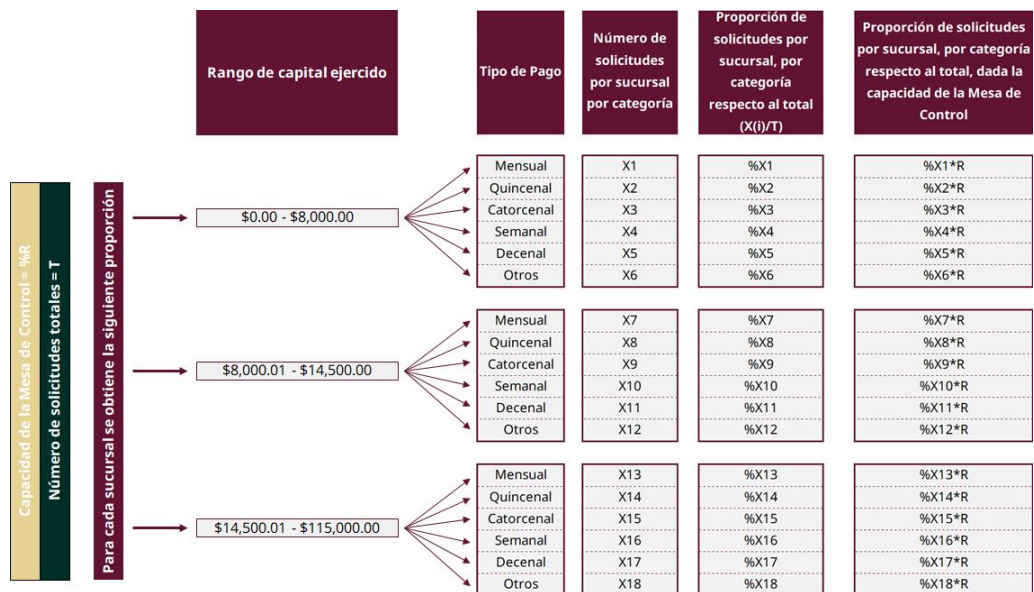 Rango de capital ejercido
Tipo de Pago
Número de
solicitudes
por sucursal
por categoría
Proporción de
solicitudes por
sucursal, por
categoría
respecto al total
(X(i)/T)
Proporción de solicitudes
por sucursal, por categoría
respecto al total, dada la
capacidad de la Mesa de
Control
Capacidad de la Mesa de Control = %R
Número de solicitudes totales = T
Para cada sucursal se obtiene la siguiente proporción
$0.00 - $8,000.00
Mensual X1 %X1 %X1*R
Quincenal X2 %X2 %X2*R
Catorcenal X3 %X3 %X3*R
Semanal X4 %X4 %X4*R
Decenal X5 %X5 %X5*R
Otros X6 %X6 %X6*R
$8,000.01 - $14,500.00
Mensual X7 %X7 %X7*R
Quincenal X8 %X8 %X8*R
Catorcenal X9 %X9 %X9*R
Semanal X10 %X10 %X10*R
Decenal X11 %X11 %X11*R
Otros X12 %X12 %X12*R
$14,500.01 - $115,000.00
Mensual X13 %X13 %X13*R
Quincenal X14 %X14 %X14*R
Catorcenal X15 %X15 %X15*R
Semanal X16 %X16 %X16*R
Decenal X17 %X17 %X17*R
Otros X18 %X18 %X18*R